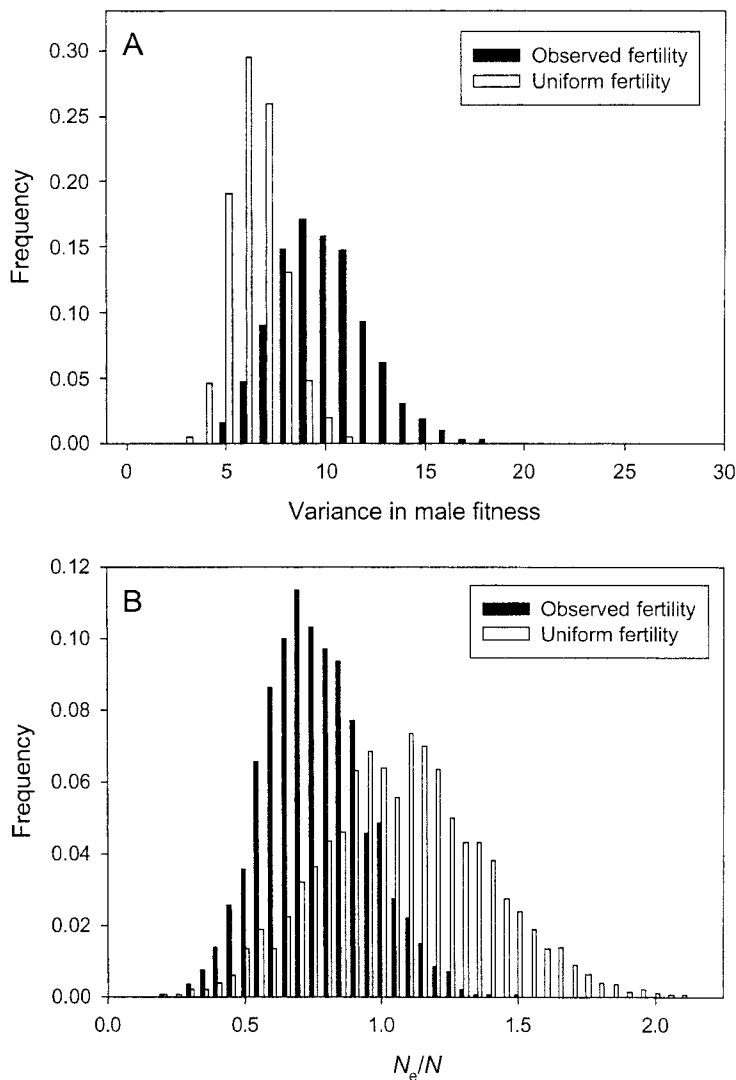 A
Observed fertility
Uniform fertility
Frequency
0.30
0.25
0.20
0.15
0.10
0.05
0.00
0 5 10 15 20 25 30
Variance in male fitness
B
Observed fertility
Uniform fertility
Frequency
0.12
0.10
0.08
0.06
0.04
0.02
0.00
0.0 0.5 1.0 1.5 2.0
Ne/N